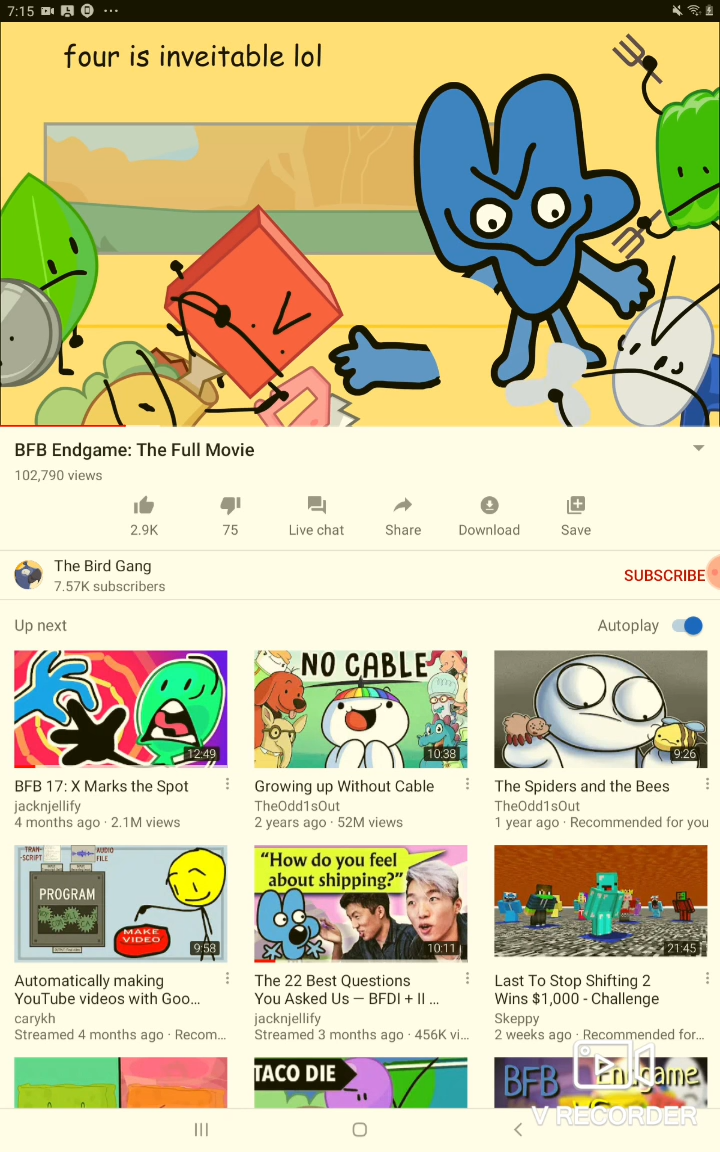 7:15
four is inveitable lol
BFB Endgame: The Full Movie
102,790 views
2.9K
75
Live chat
Share
Download
Save
The Bird Gang
7.57K subscribers
SUBSCRIBE
Up next
Autoplay
12:49
NO CABLE
10:38
9:26
BFB 17: X Marks the Spot
jacknjellify
4 months ago · 2.1M views
Growing up Without Cable
TheOdd1sOut
2 years ago · 52M views
The Spiders and the Bees
TheOdd1sOut
1 year ago · Recommended for you
TRAN-
-SCRIPT
AUDIO
FILE
PROGRAM
MAKE
VIDEO
9:58
“How do you feel
about shipping?”
10:11
21:45
Automatically making
YouTube videos with Goo...
carykh
Streamed 4 months ago · Recom...
The 22 Best Questions
You Asked Us — BFDI + II ...
jacknjellify
Streamed 3 months ago · 456K vi...
Last To Stop Shifting 2
Wins $1,000 - Challenge
Skeppy
2 weeks ago · Recommended for...
TACO DIE
BFB Endgame
V RECORDER